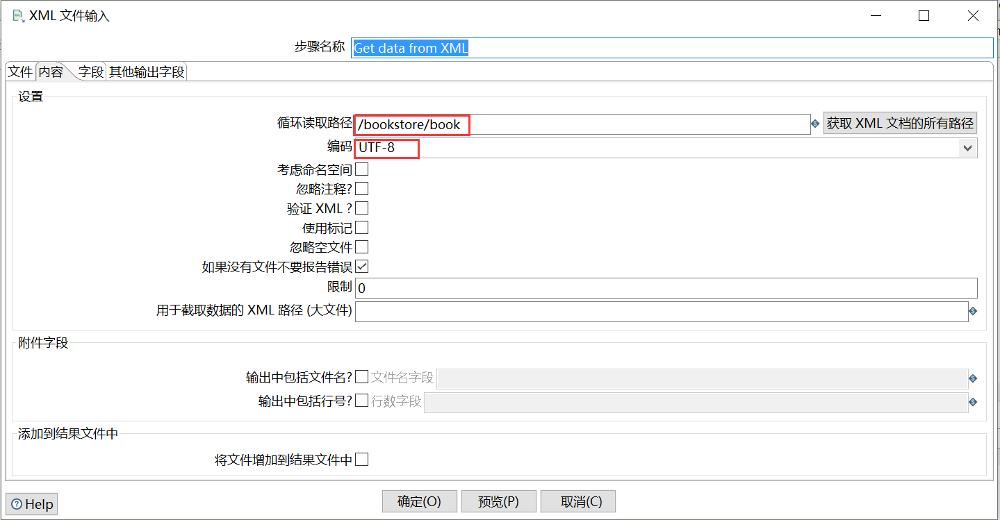 XML 文件输入
步骤名称 Get data from XML
文件 内容 字段 其他输出字段
设置
循环读取路径 /bookstore/book 获取 XML 文档的所有路径
编码 UTF-8
考虑命名空间
忽略注释?
验证 XML ?
使用标记
忽略空文件
如果没有文件不要报告错误
限制 0
用于截取数据的 XML 路径 (大文件)
附件字段
输出中包括文件名? 文件名字段
输出中包括行号? 行数字段
添加到结果文件中
将文件增加到结果文件中
Help 确定(O) 预览(P) 取消(C)